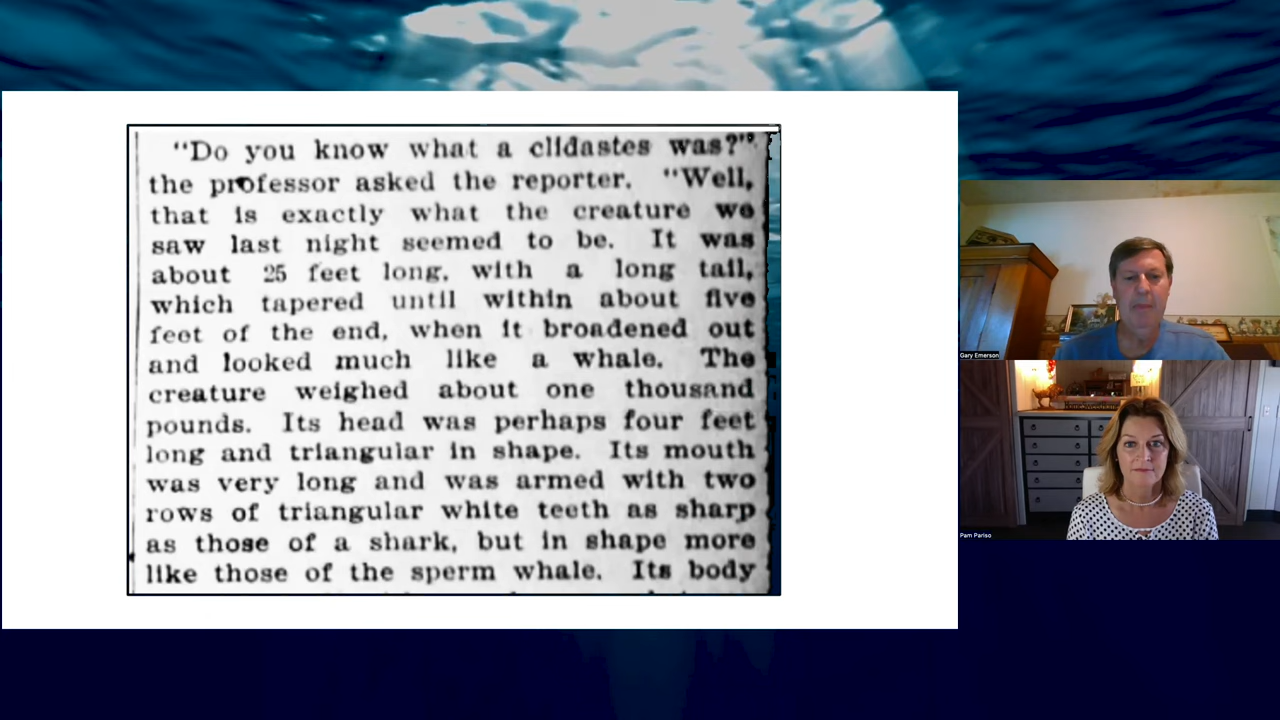 "Do you know what a clidastes was?"
the professor asked the reporter. "Well,
that is exactly what the creature we
saw last night seemed to be. It was
about 25 feet long, with a long tail,
which tapered until within about five
feet of the end, when it broadened out
and looked much like a whale. The
creature weighed about one thousand
pounds. Its head was perhaps four feet
long and triangular in shape. Its mouth
was very long and was armed with two
rows of triangular white teeth as sharp
as those of a shark, but in shape more
like those of the sperm whale. Its body
Gary Emerson
Pam Pariso